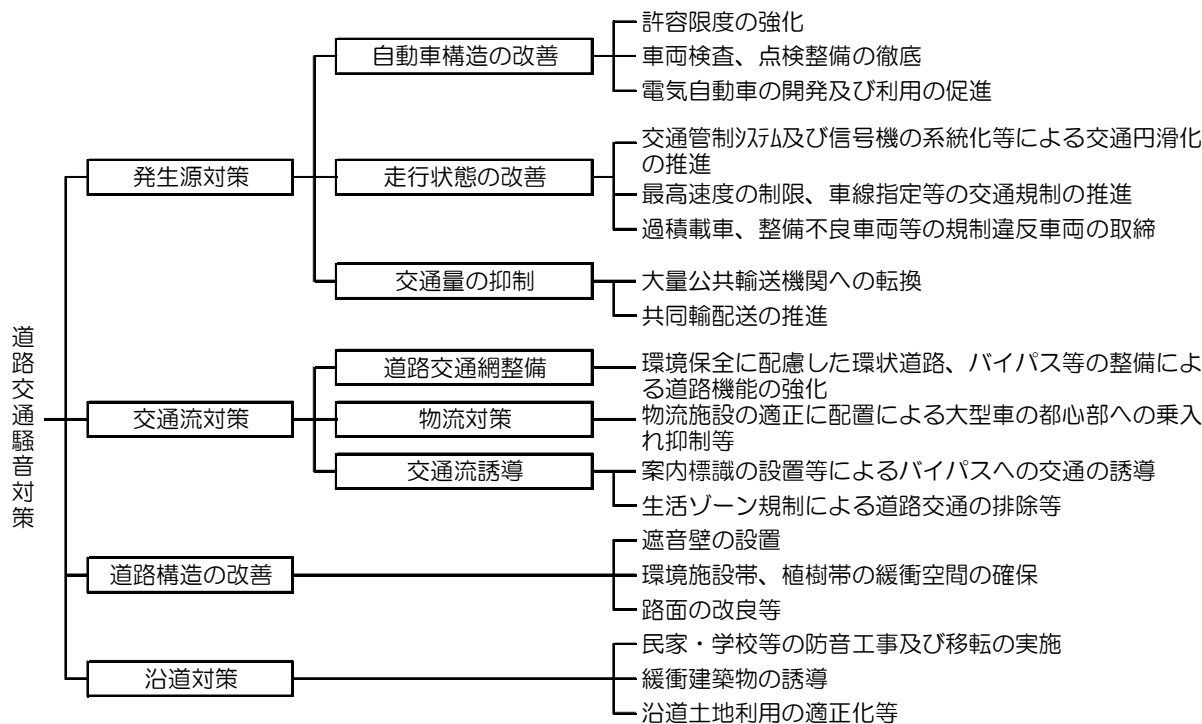 道路交通騒音対策
発生源対策
自動車構造の改善
許容限度の強化
車両検査、点検整備の徹底
電気自動車の開発及び利用の促進
走行状態の改善
交通管制ｼｽﾃﾑ及び信号機の系統化等による交通円滑化
の推進
最高速度の制限、車線指定等の交通規制の推進
過積載車、整備不良車両等の規制違反車両の取締
交通量の抑制
大量公共輸送機関への転換
共同輸配送の推進
交通流対策
道路交通網整備
環境保全に配慮した環状道路、バイパス等の整備によ
る道路機能の強化
物流対策
物流施設の適正に配置による大型車の都心部への乗入
れ抑制等
交通流誘導
案内標識の設置等によるバイパスへの交通の誘導
生活ゾーン規制による道路交通の排除等
道路構造の改善
遮音壁の設置
環境施設帯、植樹帯の緩衝空間の確保
路面の改良等
沿道対策
民家・学校等の防音工事及び移転の実施
緩衝建築物の誘導
沿道土地利用の適正化等